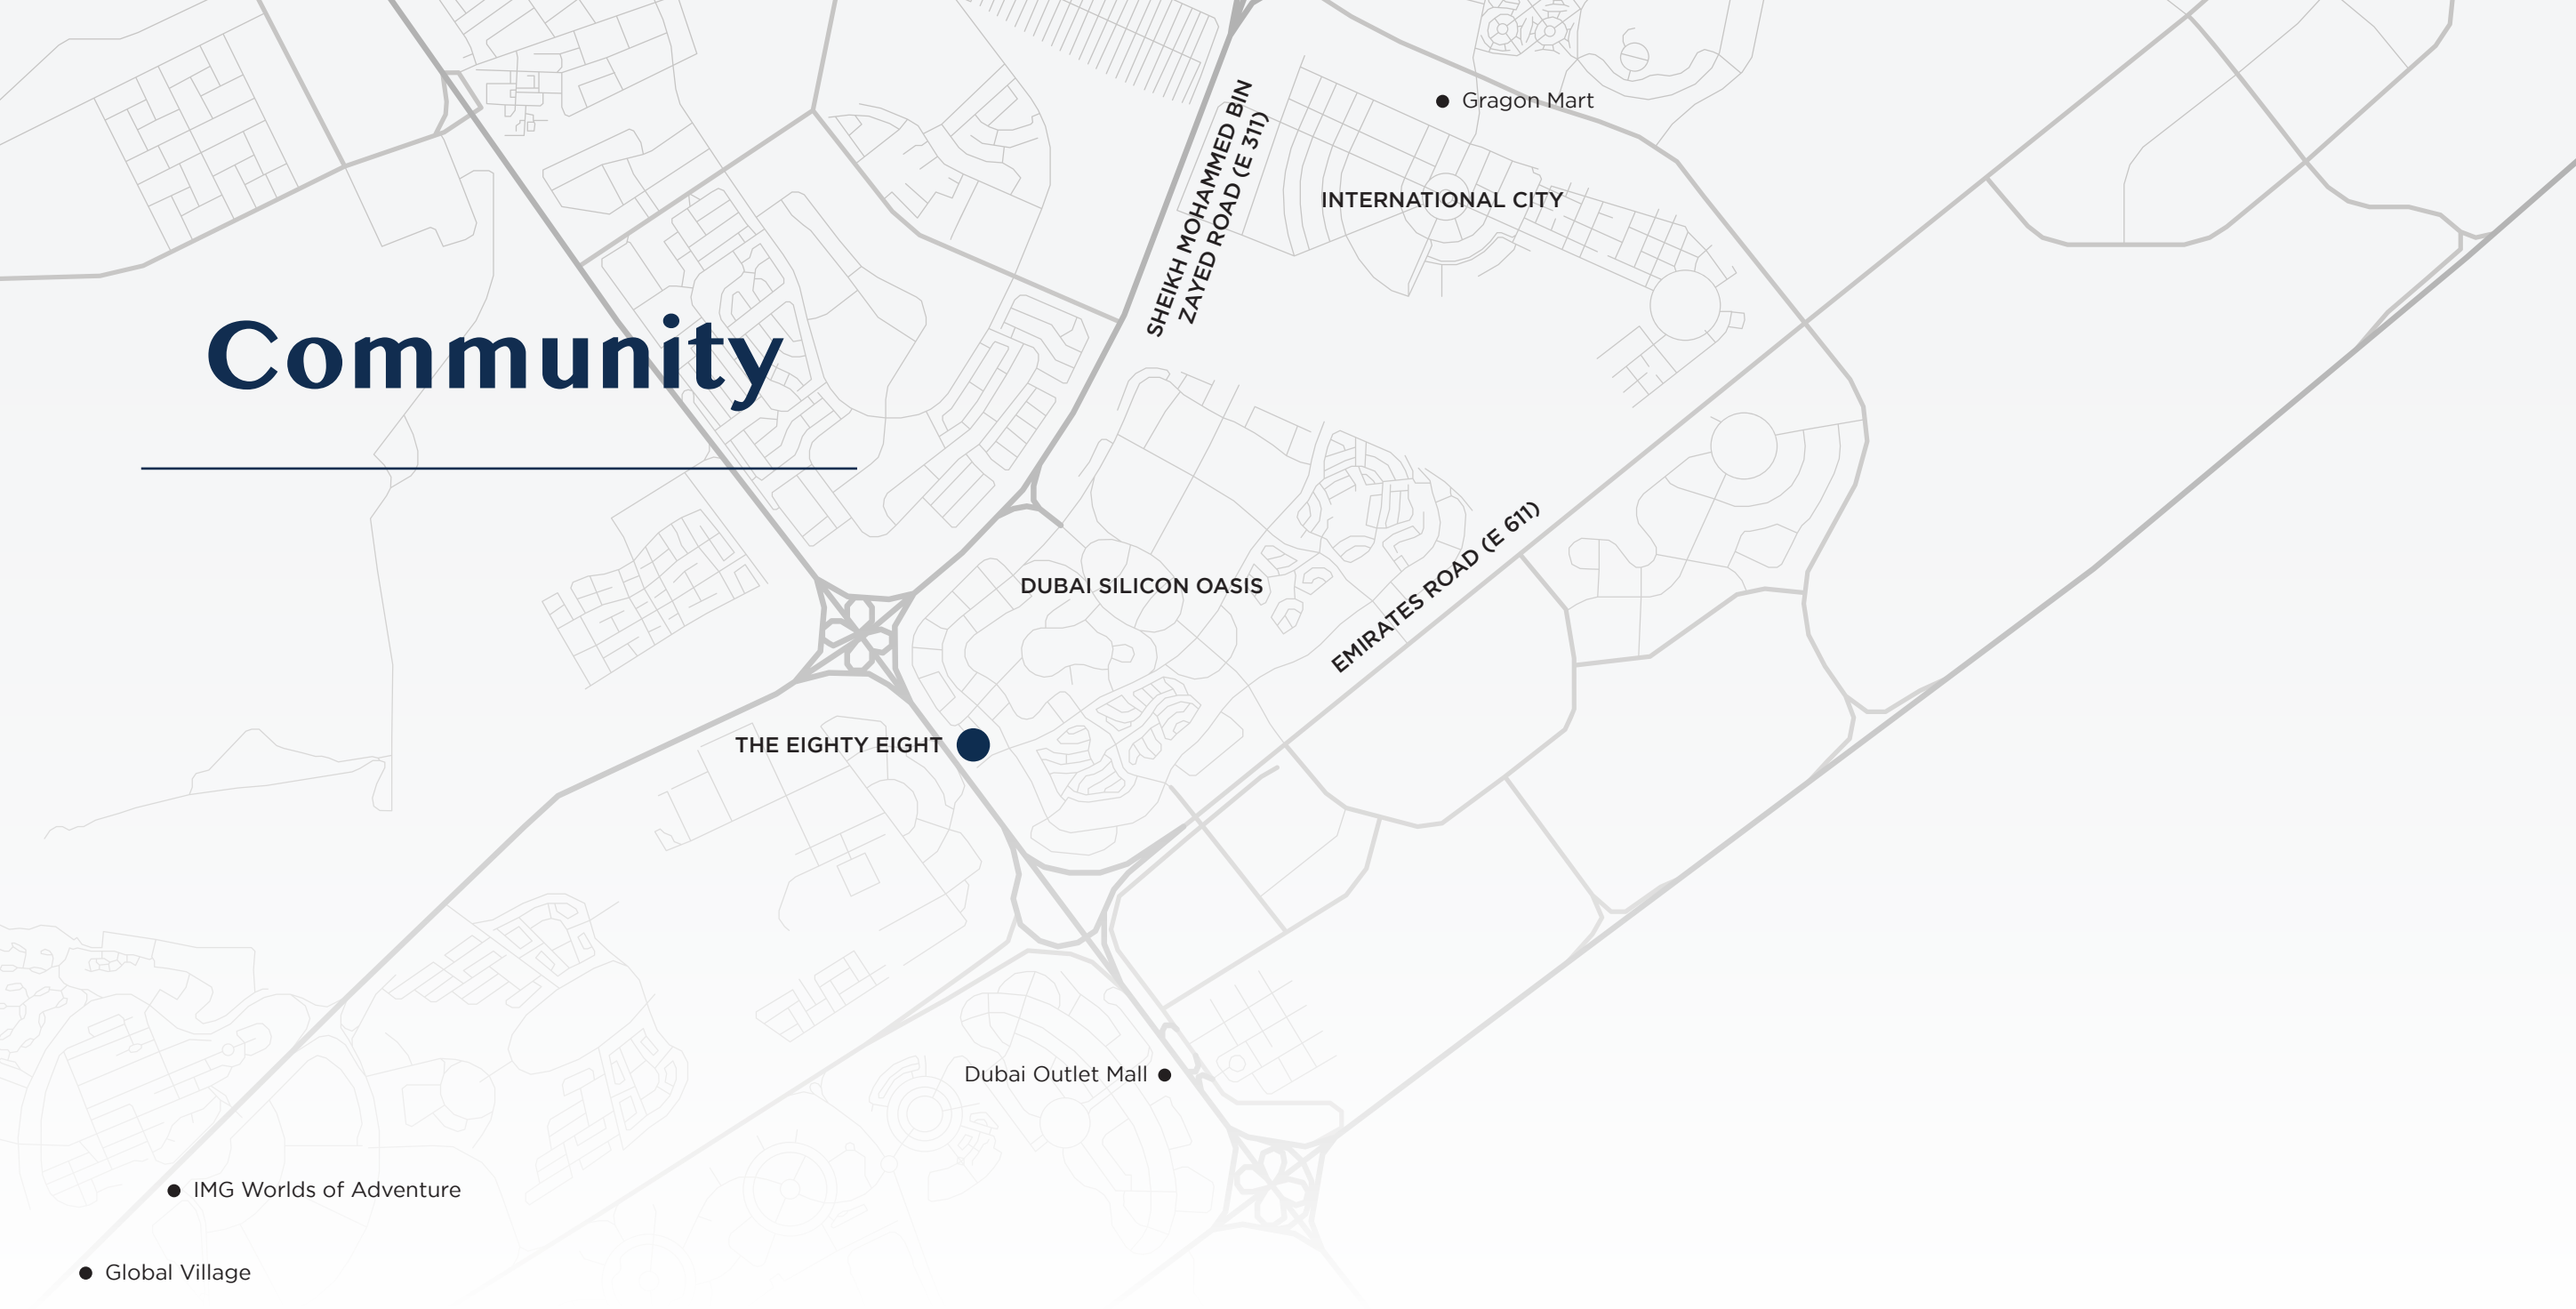 Gragon Mart
SHEIKH MOHAMMED BIN
ZAYED ROAD (E 311)
INTERNATIONAL CITY
Community
EMIRATES ROAD (E 611)
DUBAI SILICON OASIS
THE EIGHTY EIGHT
Dubai Outlet Mall
IMG Worlds of Adventure
Global Village